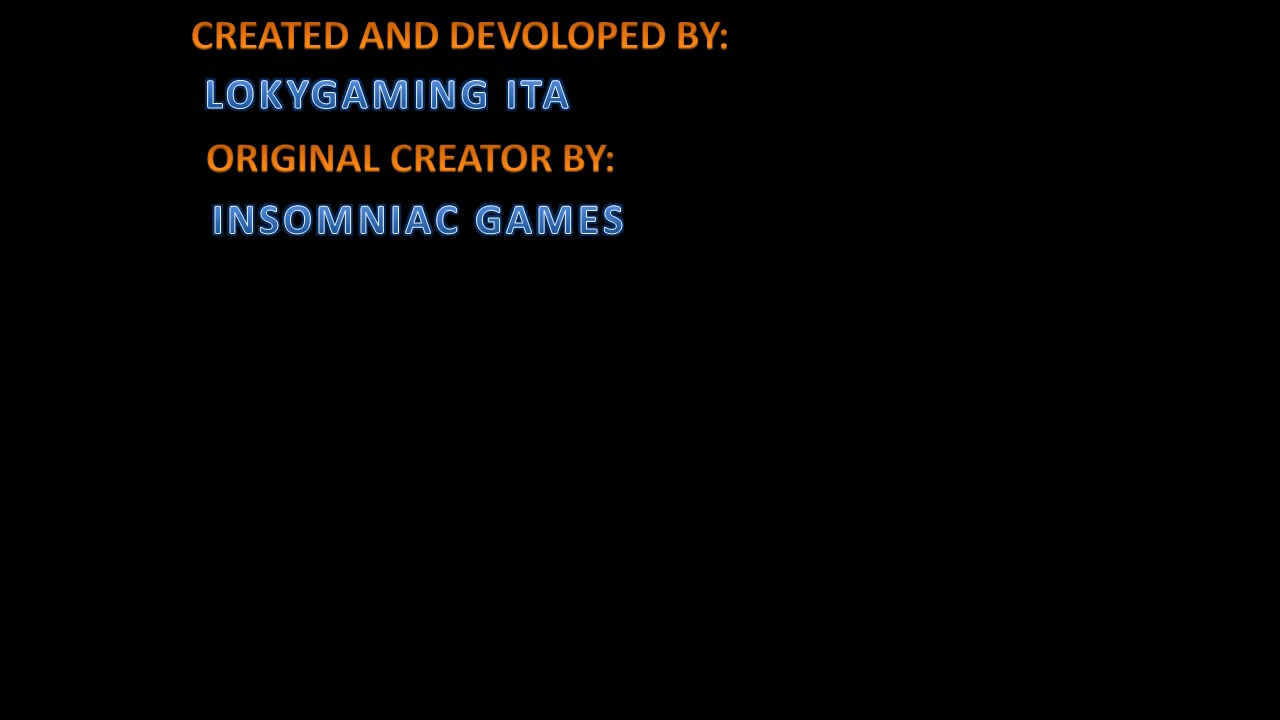 CREATED AND DEVOLOPED BY:
LOKYGAMING ITA
ORIGINAL CREATOR BY:
INSOMNIAC GAMES